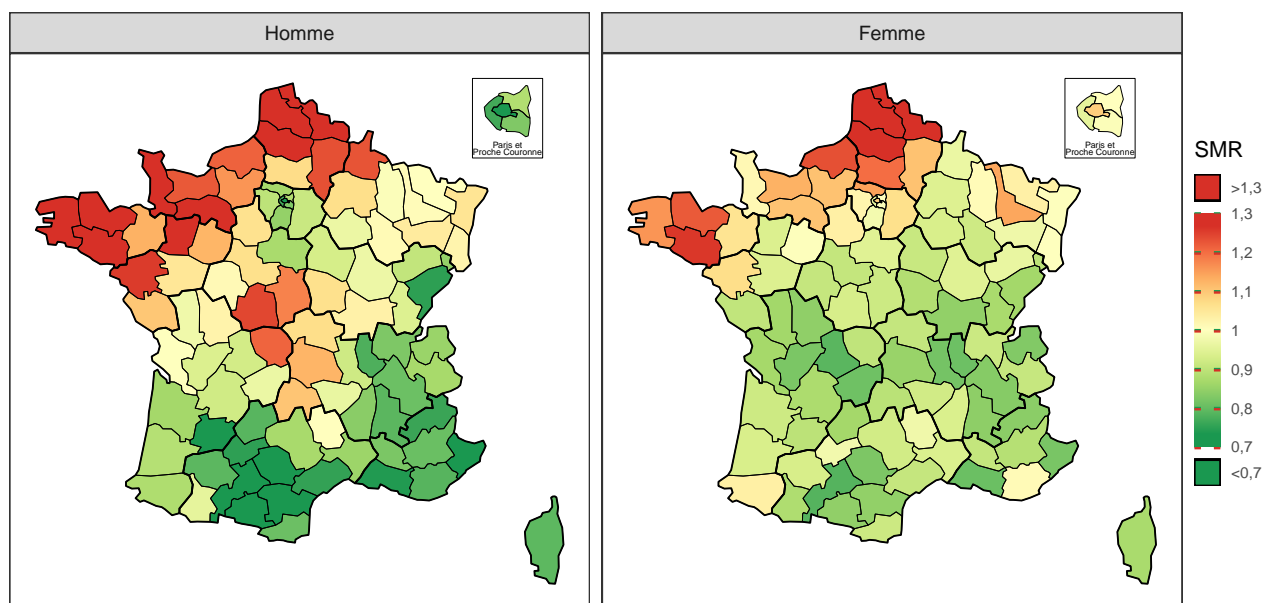 Homme
Femme
Paris et
Proche Couronne
Paris et
Proche Couronne
SMR
>1,3
1,3
1,2
1,1
1
0,9
0,8
0,7
<0,7